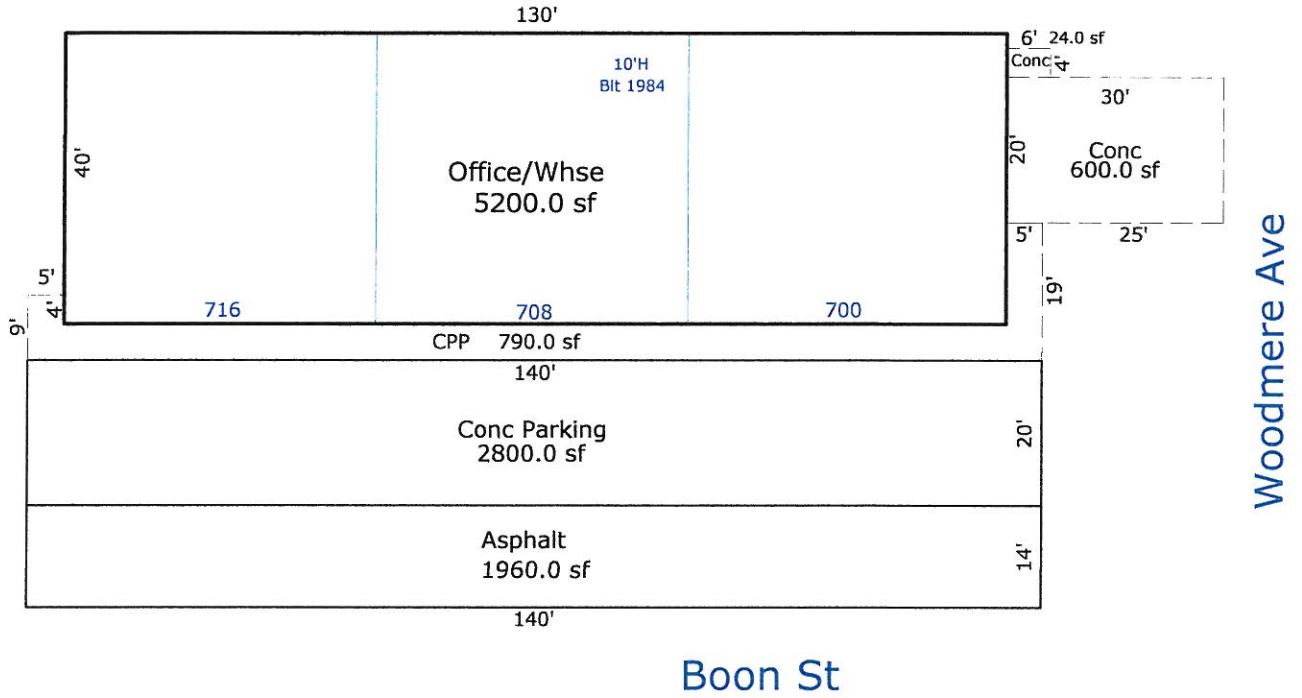 130'
6' 24.0 sf
Conc 4'
10'H
Blt 1984
30'
40'
20'
Conc
600.0 sf
Office/Whse
5200.0 sf
5' 25'
Woodmere Ave
5'
4'
19'
9'
716 708 700
CPP 790.0 sf
140'
Conc Parking
2800.0 sf
20'
Asphalt
1960.0 sf
14'
140'
Boon St